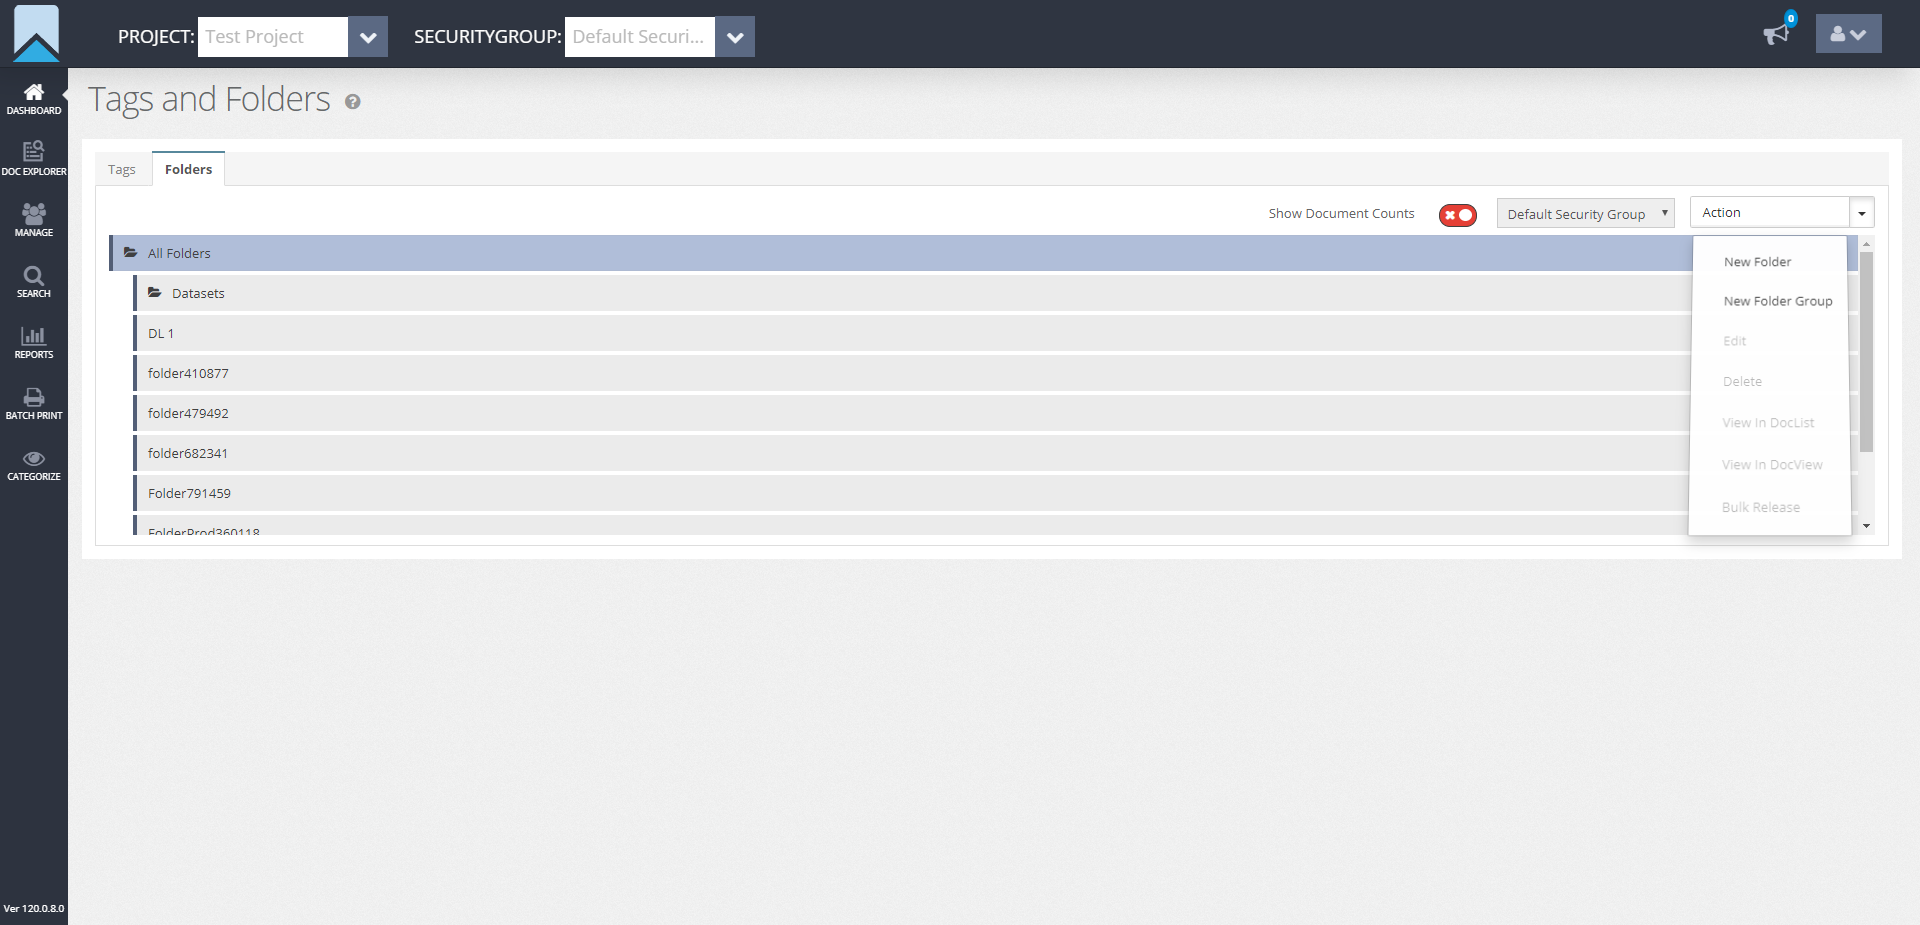 PROJECT: Test Project
SECURITYGROUP: Default Securi...
0
DASHBOARD
DOC EXPLORER
MANAGE
SEARCH
REPORTS
BATCH PRINT
CATEGORIZE
Ver 120.0.8.0
Tags and Folders
Tags
Folders
Show Document Counts
Default Security Group
Action
All Folders
Datasets
DL 1
folder410877
folder479492
folder682341
Folder791459
FolderProd360118
New Folder
New Folder Group
Edit
Delete
View In DocList
View In DocView
Bulk Release